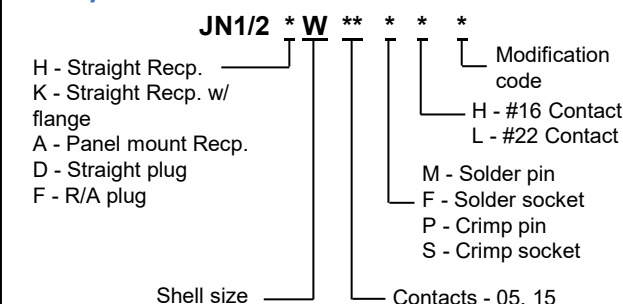 JN1/2 * W ** * * *
H - Straight Recp.
K - Straight Recp. w/
flange
A - Panel mount Recp.
D - Straight plug
F - R/A plug
Modification
code
H - #16 Contact
L - #22 Contact
M - Solder pin
F - Solder socket
P - Crimp pin
S - Crimp socket
Shell size
Contacts - 05, 15